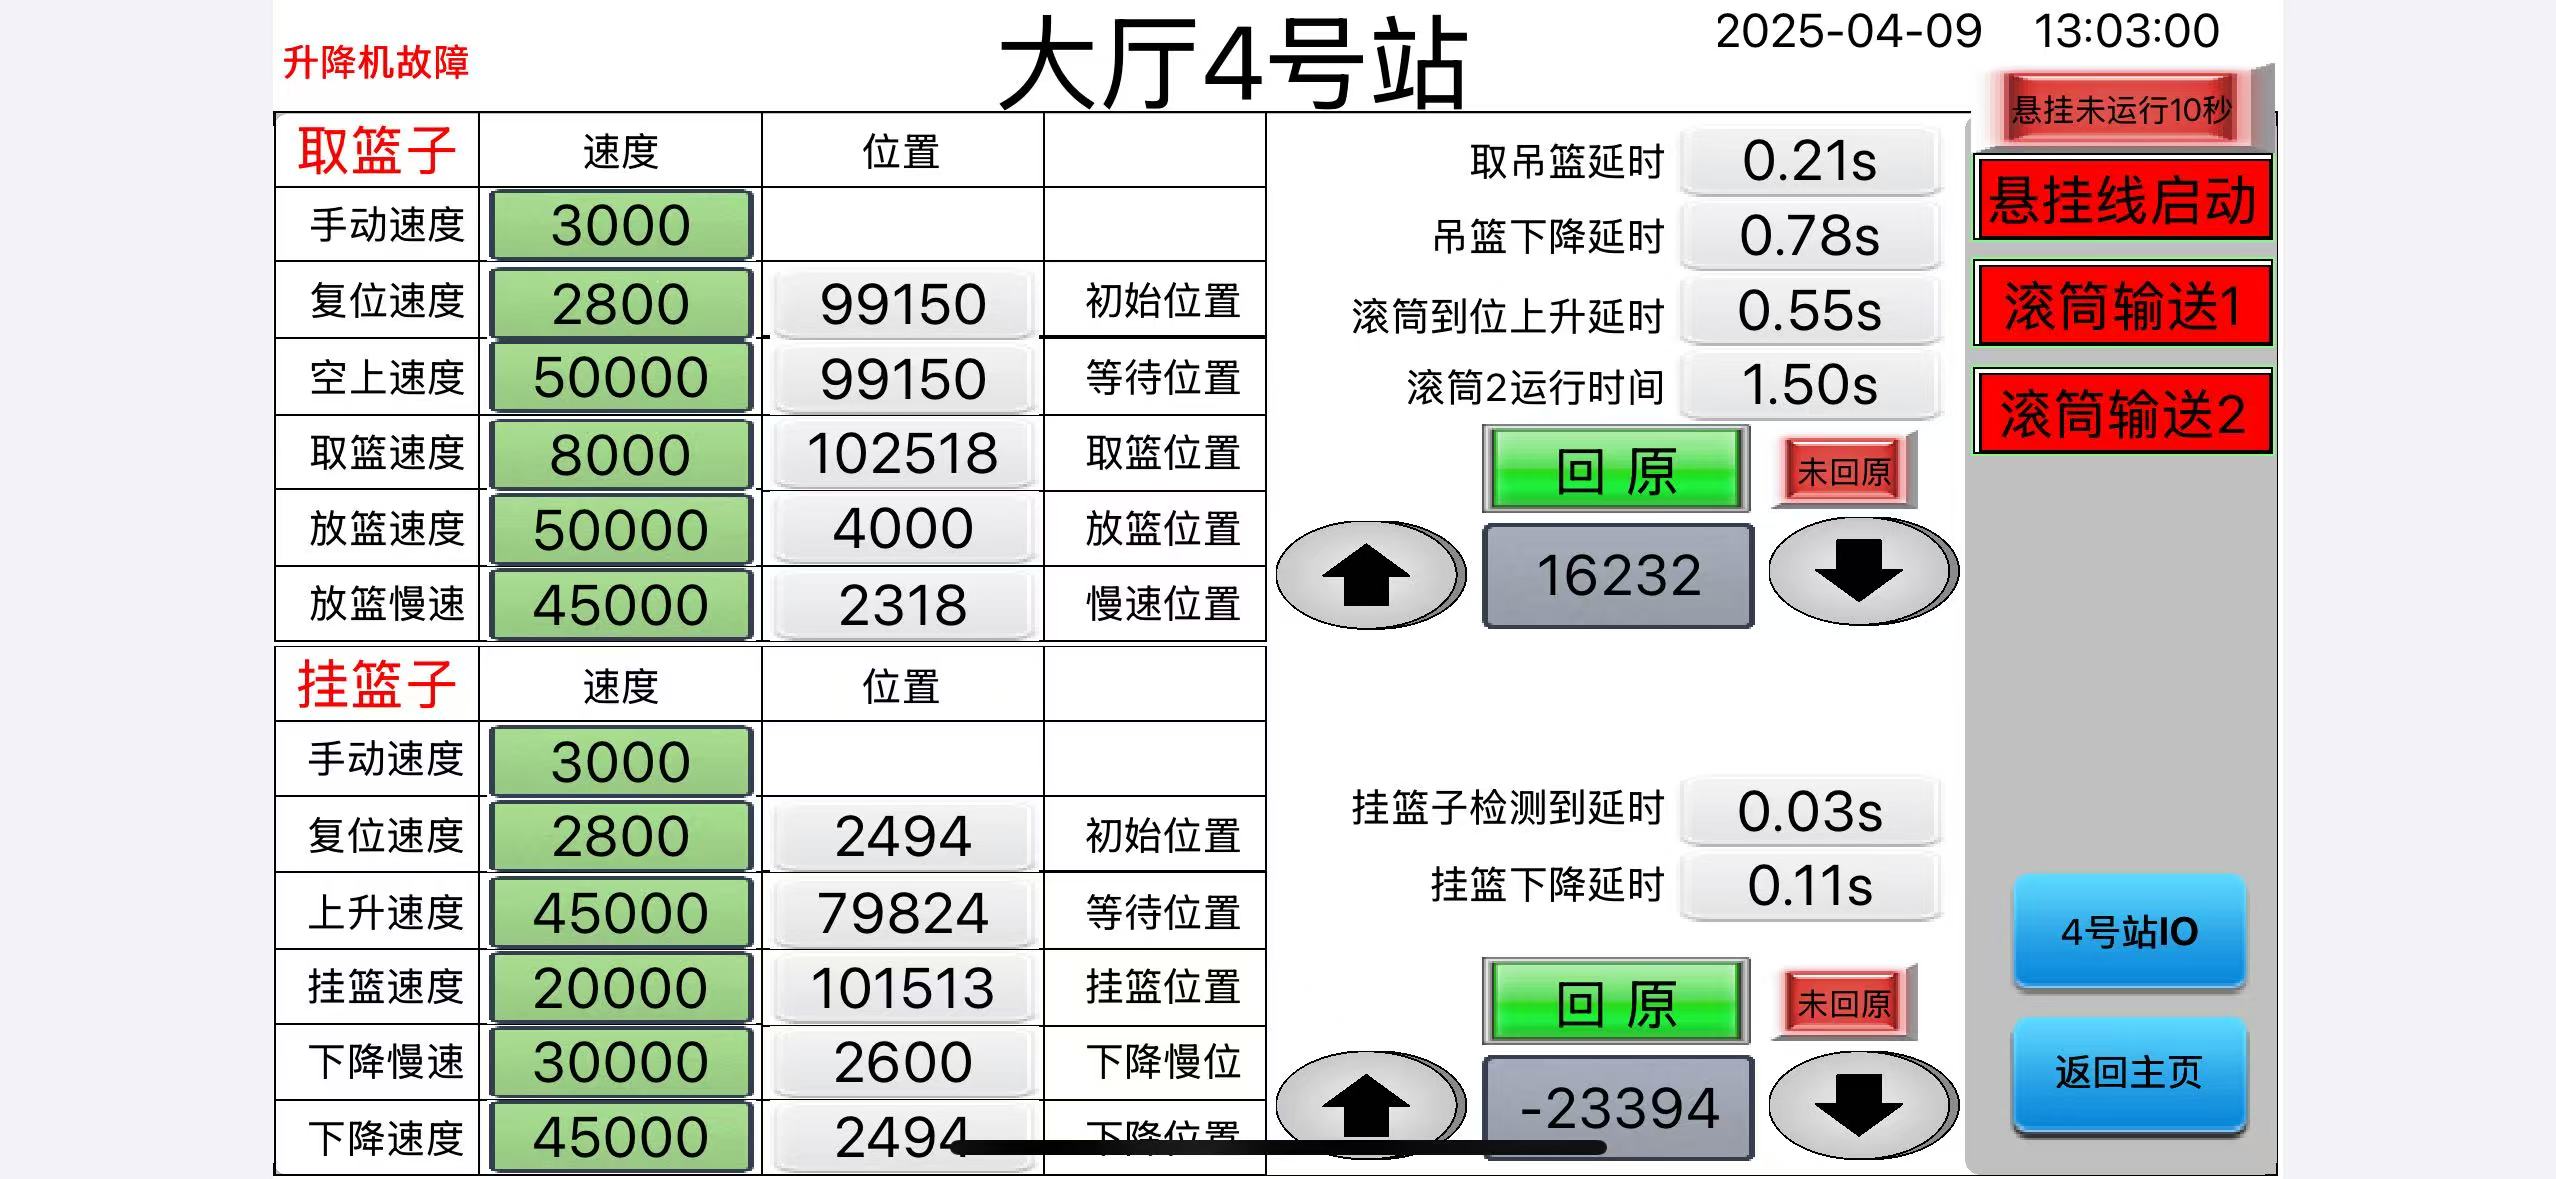 大厅4号站
2025-04-09 13:03:00
升降机故障
悬挂未运行10秒
取篮子 速度 位置
手动速度 3000
复位速度 2800 99150 初始位置
空上速度 50000 99150 等待位置
取篮速度 8000 102518 取篮位置
放篮速度 50000 4000 放篮位置
放篮慢速 45000 2318 慢速位置
挂篮子 速度 位置
手动速度 3000
复位速度 2800 2494 初始位置
上升速度 45000 79824 等待位置
挂篮速度 20000 101513 挂篮位置
下降慢速 30000 2600 下降慢位
下降速度 45000 2494 下降位置
取吊篮延时 0.21s
吊篮下降延时 0.78s
滚筒到位上升延时 0.55s
滚筒2运行时间 1.50s
回原 未回原
16232
挂篮子检测到延时 0.03s
挂篮下降延时 0.11s
回原 未回原
-23394
悬挂线启动
滚筒输送1
滚筒输送2
4号站IO
返回主页